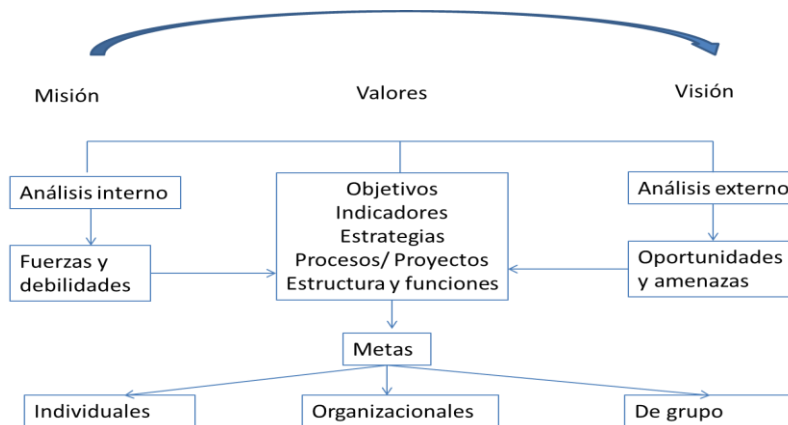 Misión
Valores
Visión
Análisis interno
Objetivos
Indicadores
Estrategias
Procesos/ Proyectos
Estructura y funciones
Análisis externo
Fuerzas y
debilidades
Oportunidades
y amenazas
Metas
Individuales
Organizacionales
De grupo